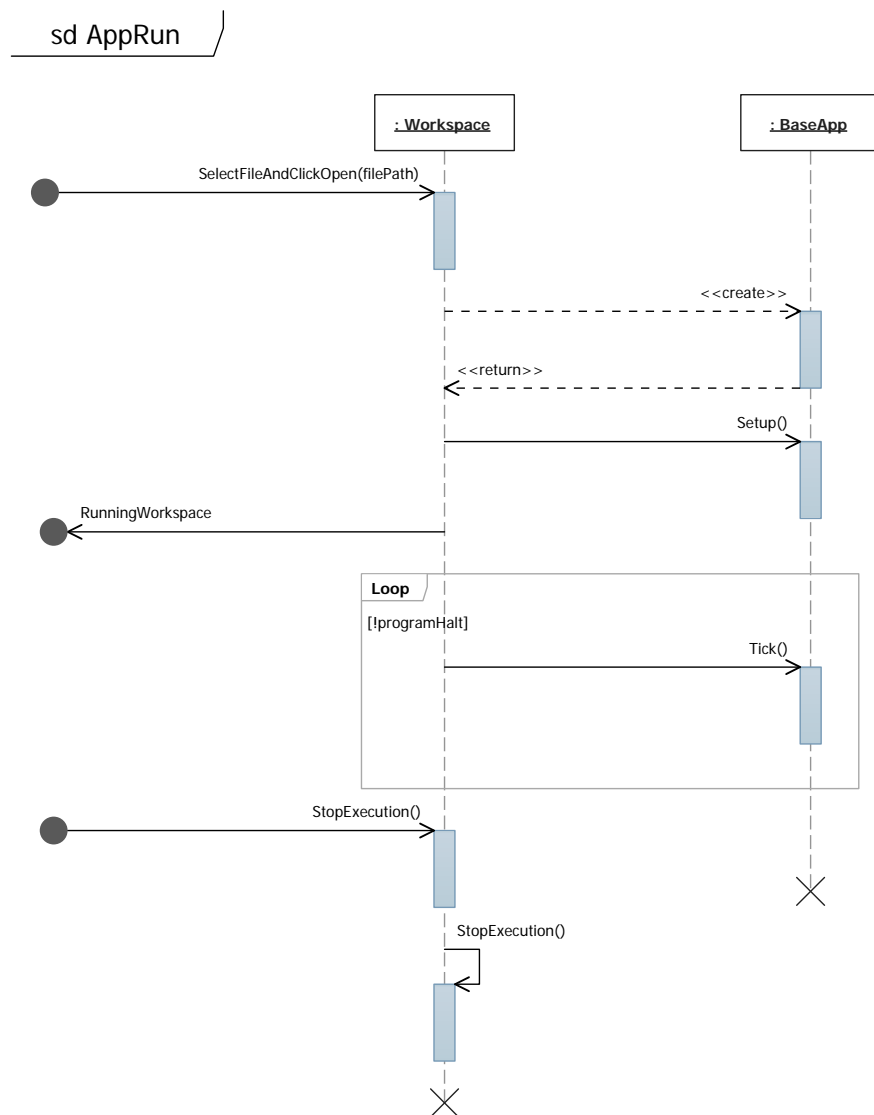 sd AppRun
: Workspace
: BaseApp
SelectFileAndClickOpen(filePath)
<<create>>
<<return>>
Setup()
RunningWorkspace
Loop
[!programHalt]
Tick()
StopExecution()
StopExecution()